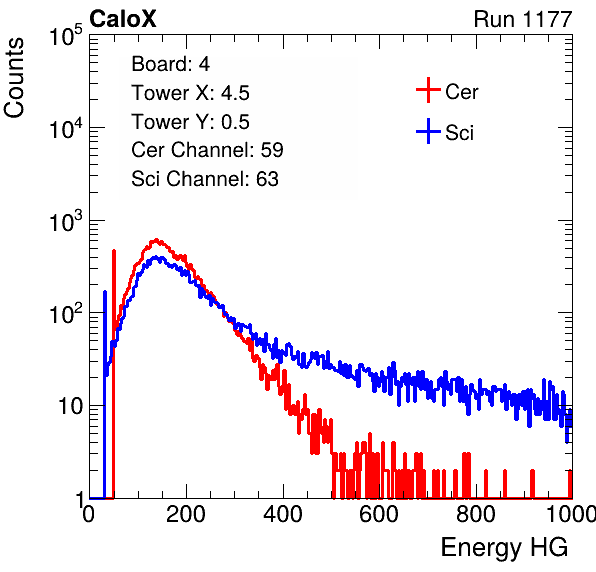 CaloX Run 1177
Counts
10^5
10^4
10^3
10^2
10
1
Board: 4
Tower X: 4.5
Tower Y: 0.5
Cer Channel: 59
Sci Channel: 63
Cer
Sci
0 200 400 600 800 1000
Energy HG